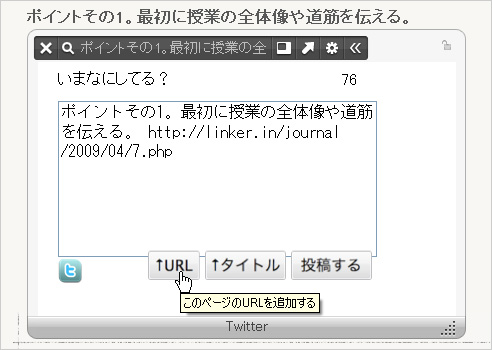 ポイントその1。最初に授業の全体像や道筋を伝える。
ポイントその1。最初に授業の全
いまなにしてる？ 76
ポイントその1。最初に授業の全体像や道筋
を伝える。 http://linker.in/journal
/2009/04/7.php
↑URL ↑タイトル 投稿する
このページのURLを追加する
Twitter